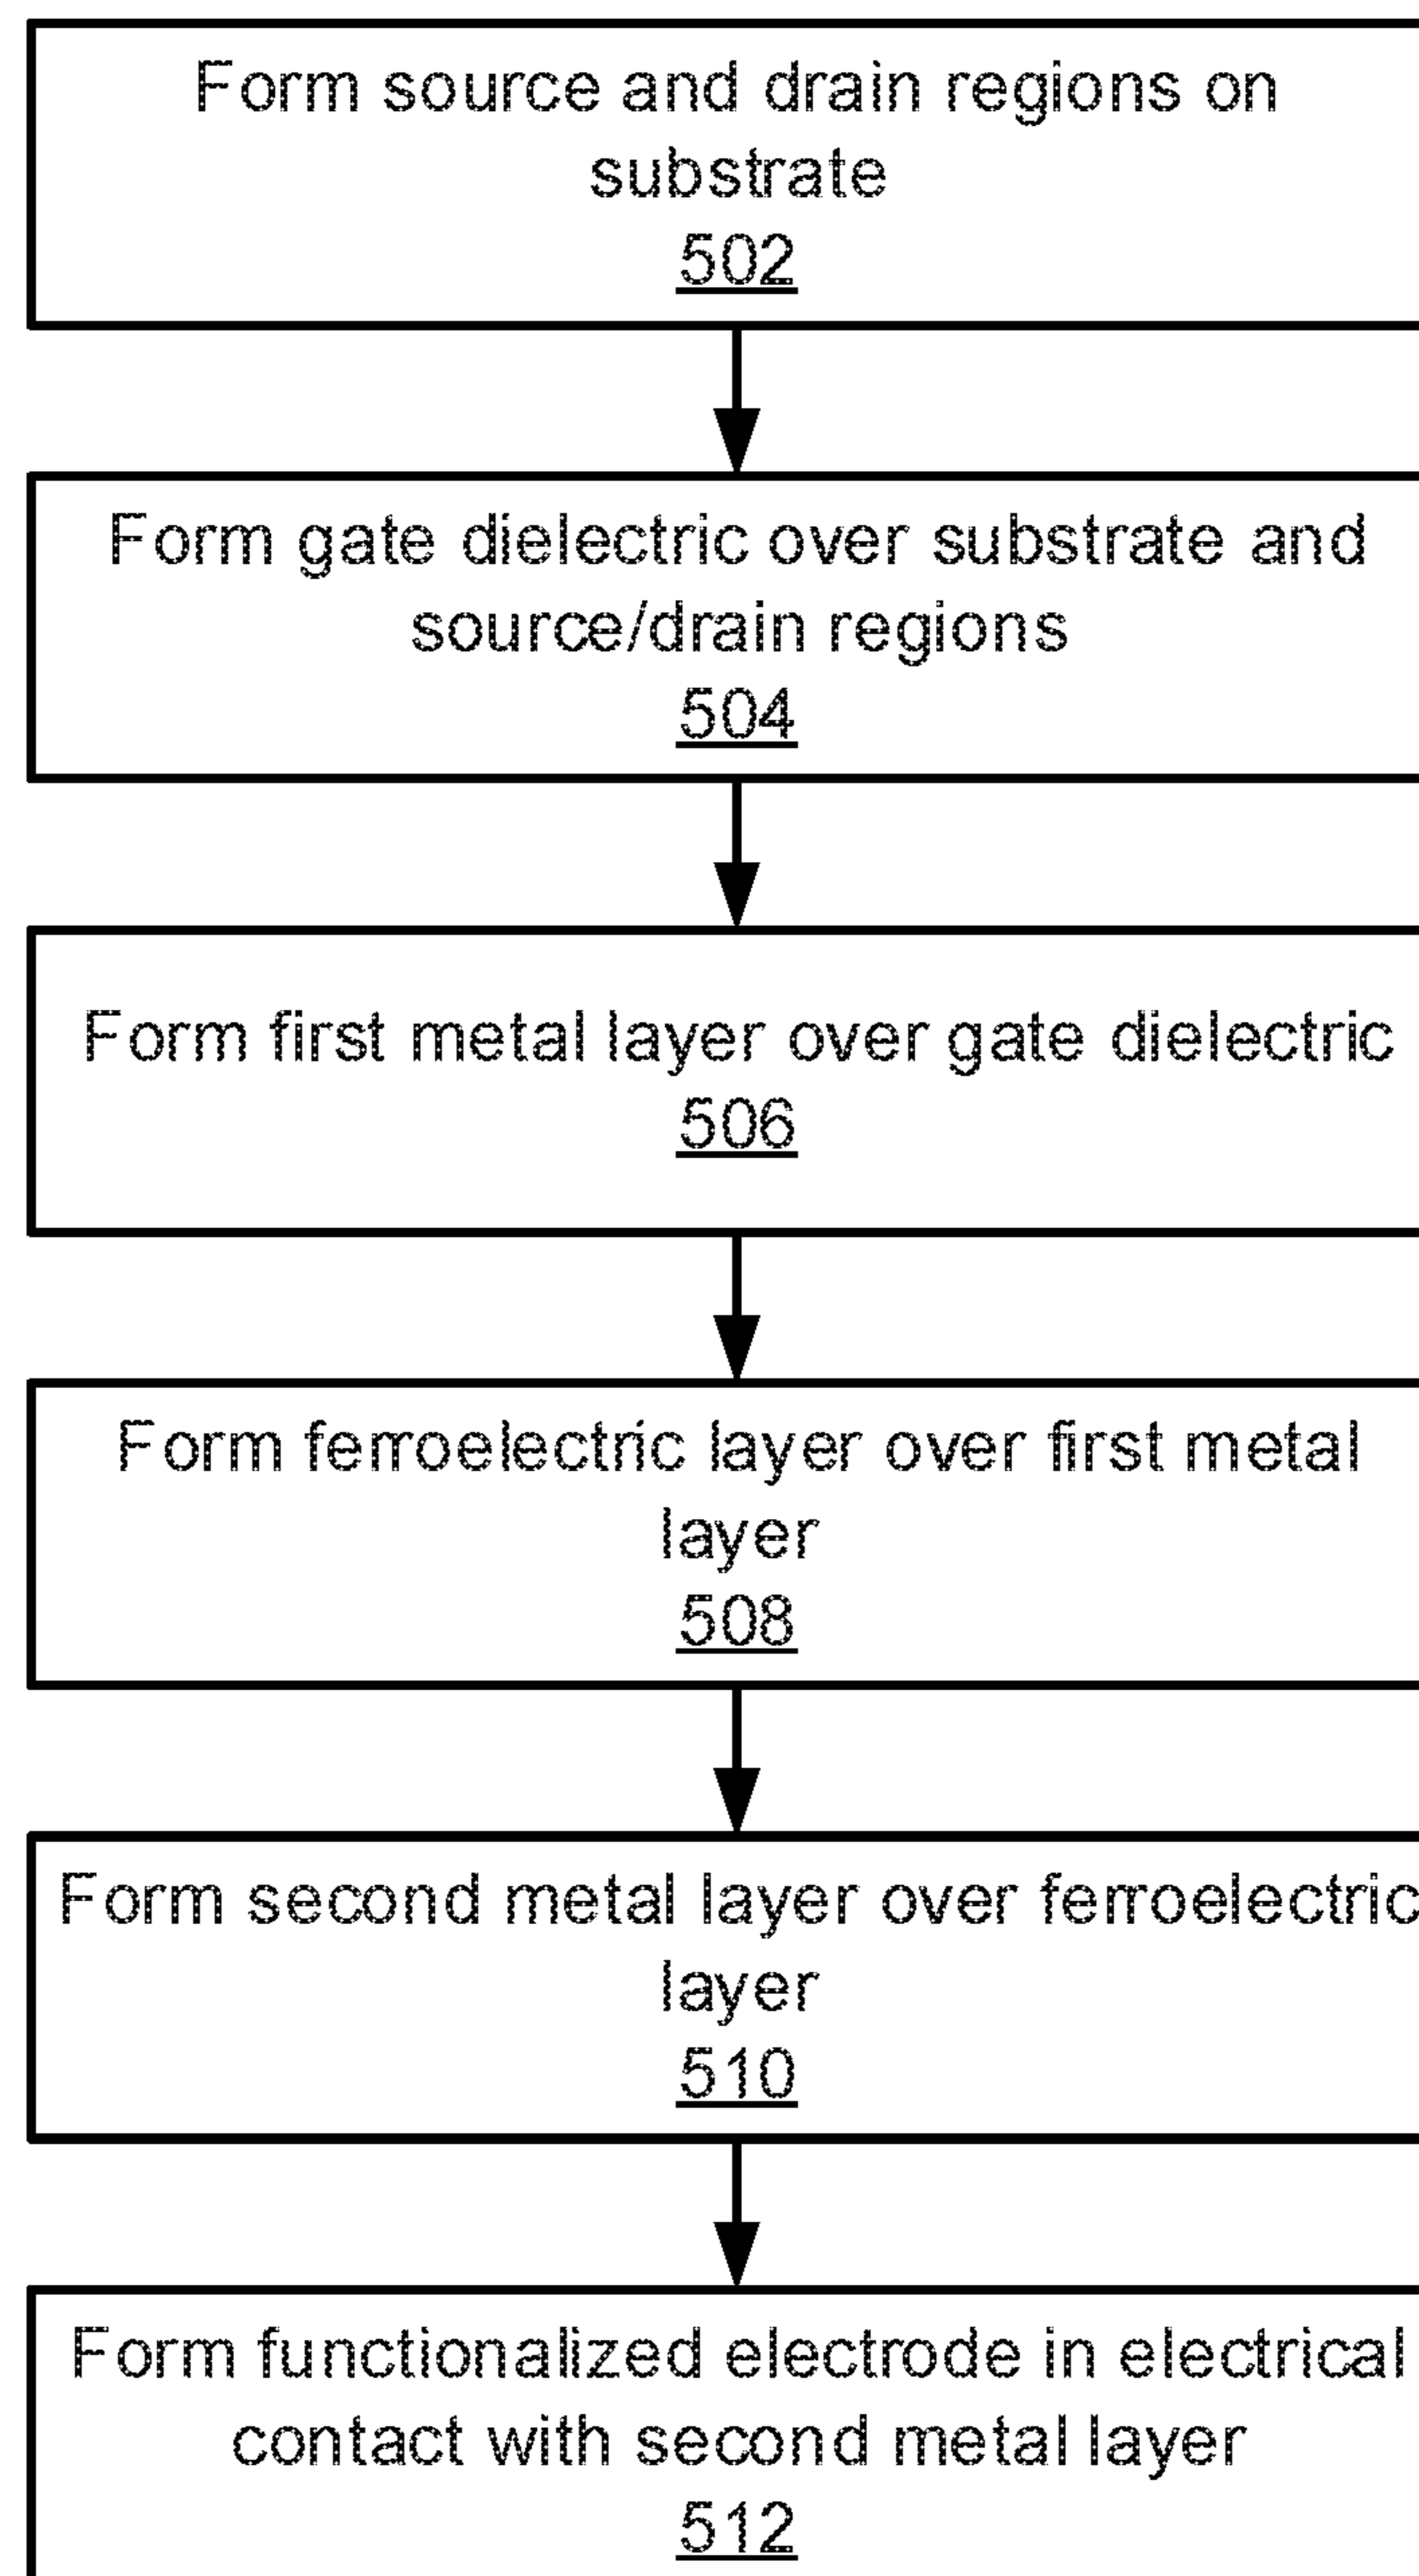 Form source and drain regions on
substrate
502
Form gate dielectric over substrate and
source/drain regions
504
Form first metal layer over gate dielectric
506
Form ferroelectric layer over first metal
layer
508
Form second metal layer over ferroelectric
layer
510
Form functionalized electrode in electrical
contact with second metal layer
512